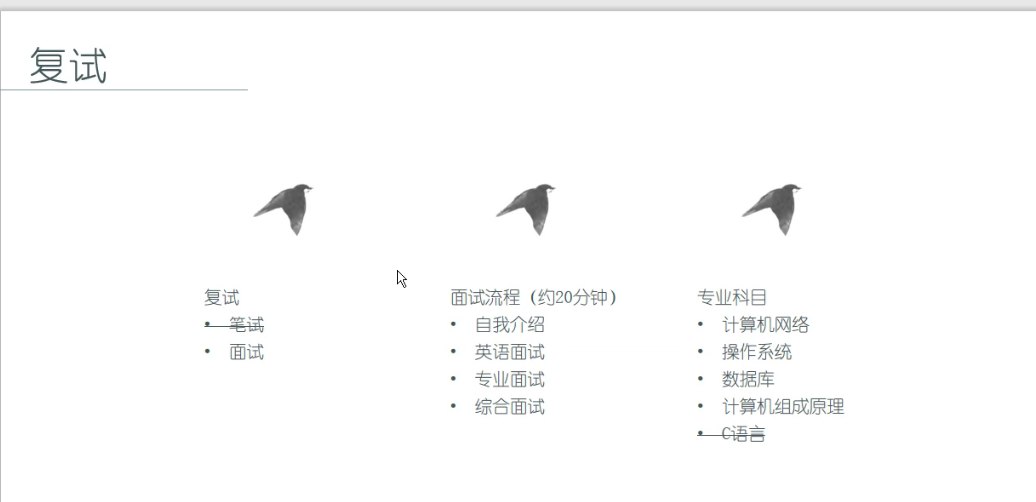 复试
复试
• 笔试
• 面试
面试流程（约20分钟）
• 自我介绍
• 英语面试
• 专业面试
• 综合面试
专业科目
• 计算机网络
• 操作系统
• 数据库
• 计算机组成原理
• C语言